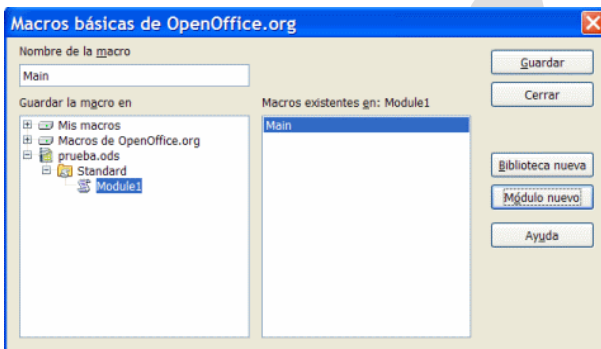 Macros básicas de OpenOffice.org
Nombre de la macro
Main
Guardar la macro en
Mis macros
Macros de OpenOffice.org
prueba.ods
Standard
Module1
Macros existentes en: Module1
Main
Guardar
Cerrar
Biblioteca nueva
Módulo nuevo
Ayuda